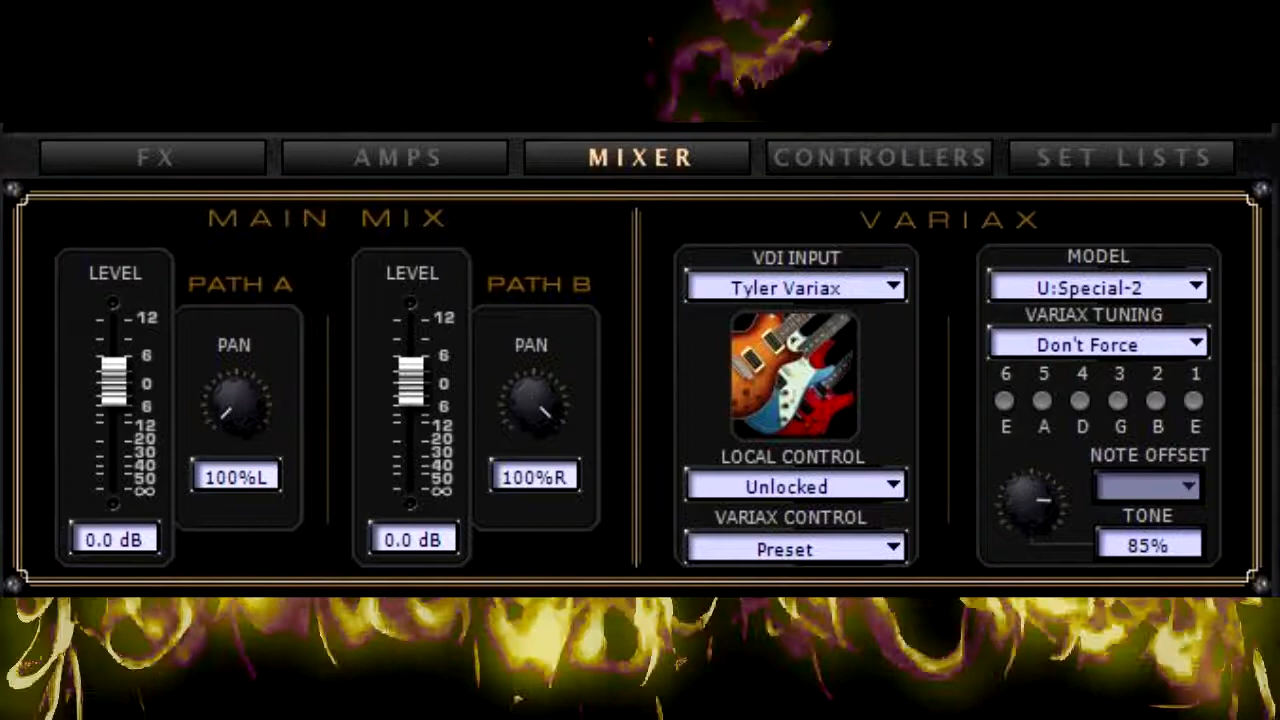 FX
AMPS
MIXER
CONTROLLERS
SET LISTS
MAIN MIX
LEVEL
12
6
0
6
12
20
30
40
50
∞
0.0 dB
PATH A
PAN
100%L
LEVEL
12
6
0
6
12
20
30
40
50
∞
0.0 dB
PATH B
PAN
100%R
VARIAX
VDI INPUT
Tyler Variax
LOCAL CONTROL
Unlocked
VARIAX CONTROL
Preset
MODEL
U:Special-2
VARIAX TUNING
Don't Force
6 5 4 3 2 1
E A D G B E
NOTE OFFSET
TONE
85%